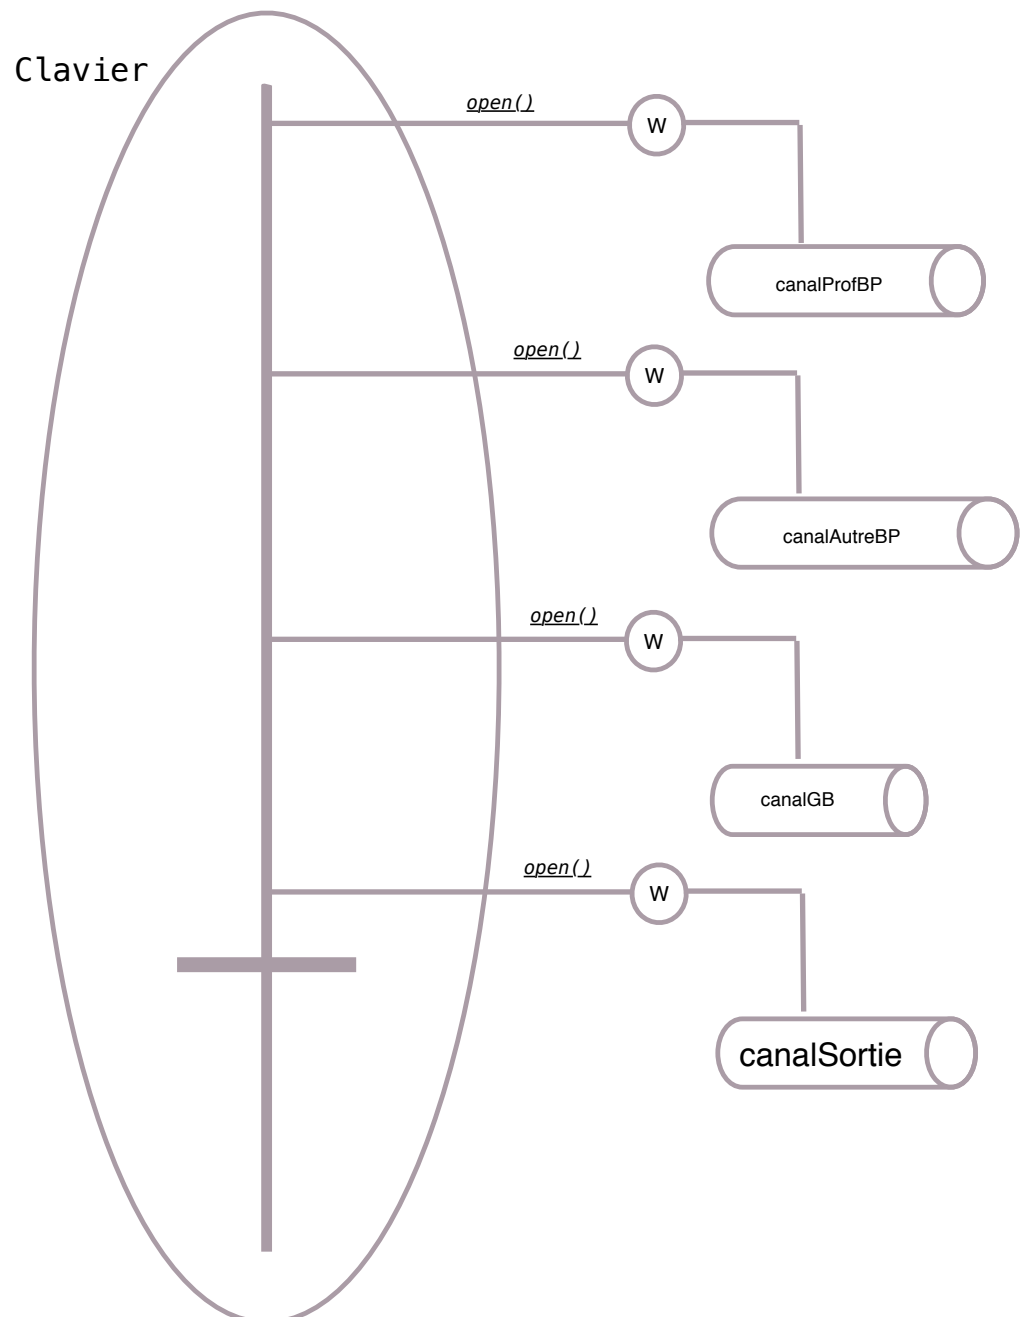 Clavier
open()
W
canalProfBP
open()
W
canalAutreBP
open()
W
canalGB
open()
W
canalSortie